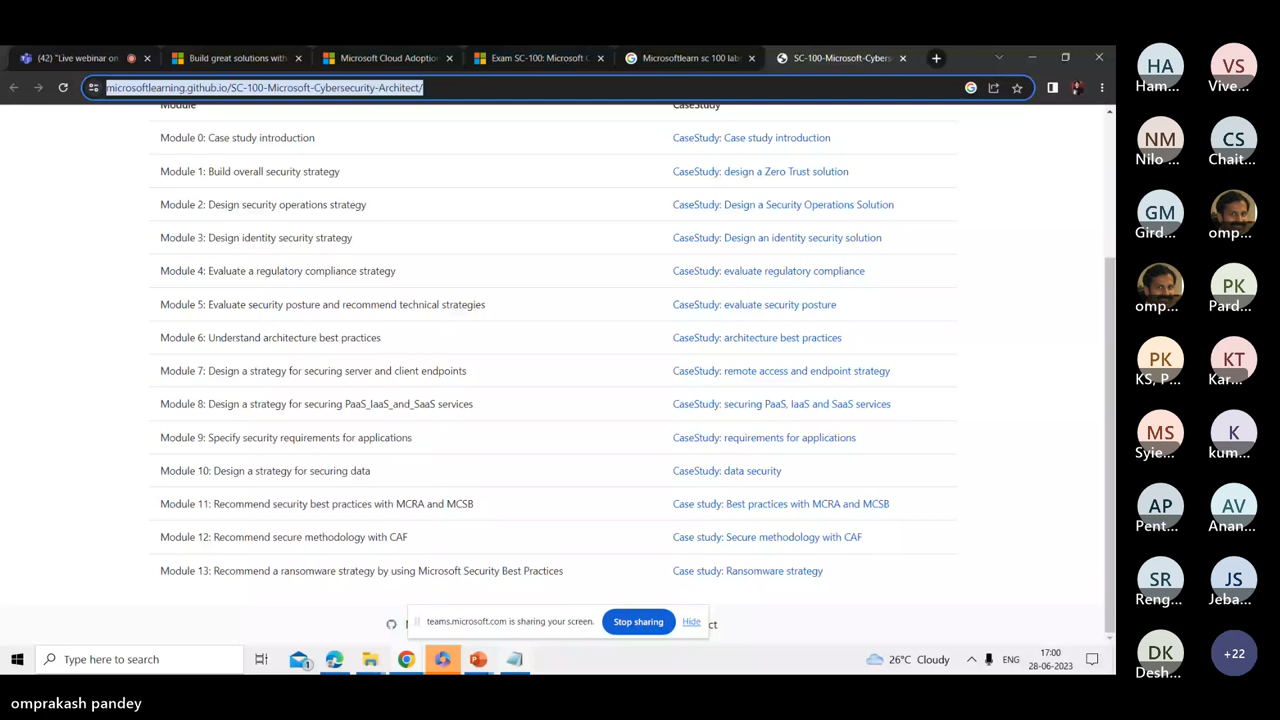 (42) "Live webinar on
Build great solutions with
Microsoft Cloud Adoptio
Exam SC-100: Microsoft C
Microsoftlearn sc 100 lab
SC-100-Microsoft-Cybers
microsoftlearning.github.io/SC-100-Microsoft-Cybersecurity-Architect/
Module CaseStudy
Module 0: Case study introduction CaseStudy: Case study introduction
Module 1: Build overall security strategy CaseStudy: design a Zero Trust solution
Module 2: Design security operations strategy CaseStudy: Design a Security Operations Solution
Module 3: Design identity security strategy CaseStudy: Design an identity security solution
Module 4: Evaluate a regulatory compliance strategy CaseStudy: evaluate regulatory compliance
Module 5: Evaluate security posture and recommend technical strategies CaseStudy: evaluate security posture
Module 6: Understand architecture best practices CaseStudy: architecture best practices
Module 7: Design a strategy for securing server and client endpoints CaseStudy: remote access and endpoint strategy
Module 8: Design a strategy for securing PaaS_IaaS_and_SaaS services CaseStudy: securing PaaS, IaaS and SaaS services
Module 9: Specify security requirements for applications CaseStudy: requirements for applications
Module 10: Design a strategy for securing data CaseStudy: data security
Module 11: Recommend security best practices with MCRA and MCSB Case study: Best practices with MCRA and MCSB
Module 12: Recommend secure methodology with CAF Case study: Secure methodology with CAF
Module 13: Recommend a ransomware strategy by using Microsoft Security Best Practices Case study: Ransomware strategy
teams.microsoft.com is sharing your screen. Stop sharing Hide ct
Type here to search
1
26°C Cloudy
ENG
17:00
28-06-2023
HA VS
Ham... Vive...
NM CS
Nilo ... Chait...
GM
Gird... omp...
PK
omp... Pard...
PK KT
KS, P... Kar...
MS K
Syie... kum...
AP AV
Pent... Anan...
SR JS
Reng... Jeba...
DK +22
Desh...
omprakash pandey